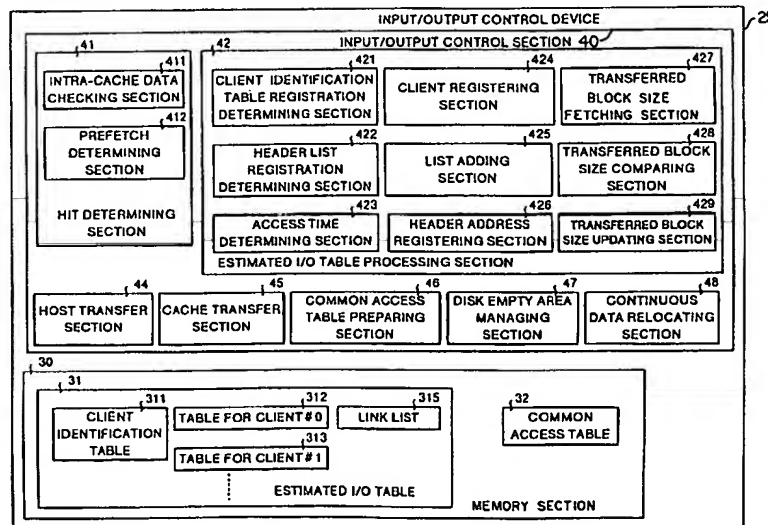 INPUT/OUTPUT CONTROL DEVICE
INPUT/OUTPUT CONTROL SECTION 40
41
411
INTRA-CACHE DATA
CHECKING SECTION
412
PREFETCH
DETERMINING
SECTION
HIT DETERMINING
SECTION
42
421
CLIENT IDENTIFICATION
TABLE REGISTRATION
DETERMINING SECTION
424
CLIENT REGISTERING
SECTION
427
TRANSFERRED
BLOCK SIZE
FETCHING SECTION
422
HEADER LIST
REGISTRATION
DETERMINING SECTION
425
LIST ADDING
SECTION
428
TRANSFERRED BLOCK
SIZE COMPARING
SECTION
423
ACCESS TIME
DETERMINING SECTION
426
HEADER ADDRESS
REGISTERING SECTION
429
TRANSFERRED BLOCK
SIZE UPDATING SECTION
ESTIMATED I/O TABLE PROCESSING SECTION
44
HOST TRANSFER
SECTION
45
CACHE TRANSFER
SECTION
46
COMMON ACCESS
TABLE PREPARING
SECTION
47
DISK EMPTY AREA
MANAGING
SECTION
48
CONTINUOUS
DATA RELOCATING
SECTION
30
31
311
CLIENT
IDENTIFICATION
TABLE
312
TABLE FOR CLIENT#0
313
TABLE FOR CLIENT#1
315
LINK LIST
ESTIMATED I/O TABLE
32
COMMON
ACCESS TABLE
MEMORY SECTION